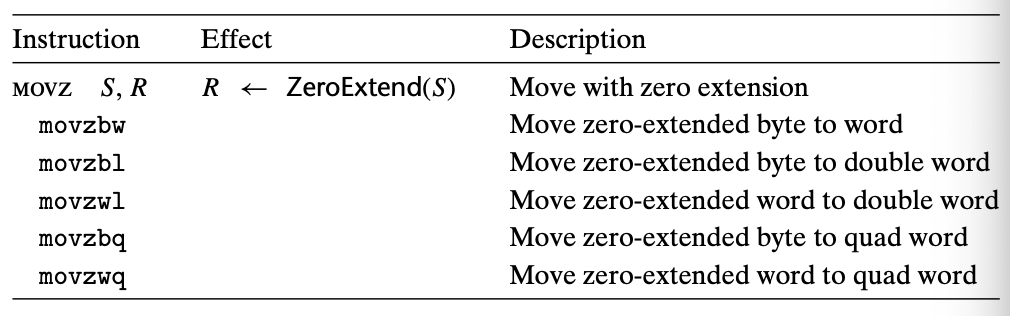 Instruction Effect Description
MOVZ S, R R ← ZeroExtend(S) Move with zero extension
movzbw Move zero-extended byte to word
movzbl Move zero-extended byte to double word
movzwl Move zero-extended word to double word
movzbq Move zero-extended byte to quad word
movzwq Move zero-extended word to quad word